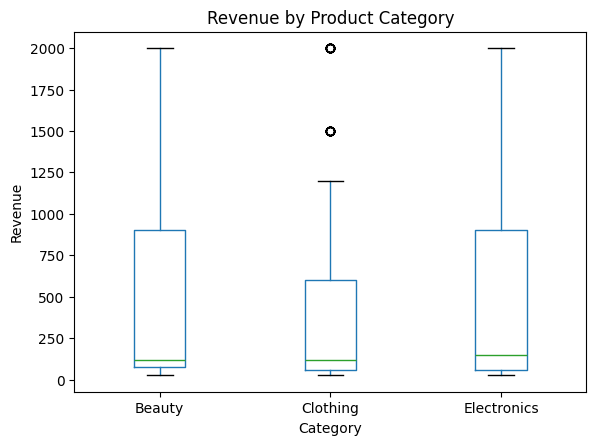 Revenue by Product Category
2000
1750
1500
1250
1000
750
500
250
0
Revenue
Beauty Clothing Electronics
Category